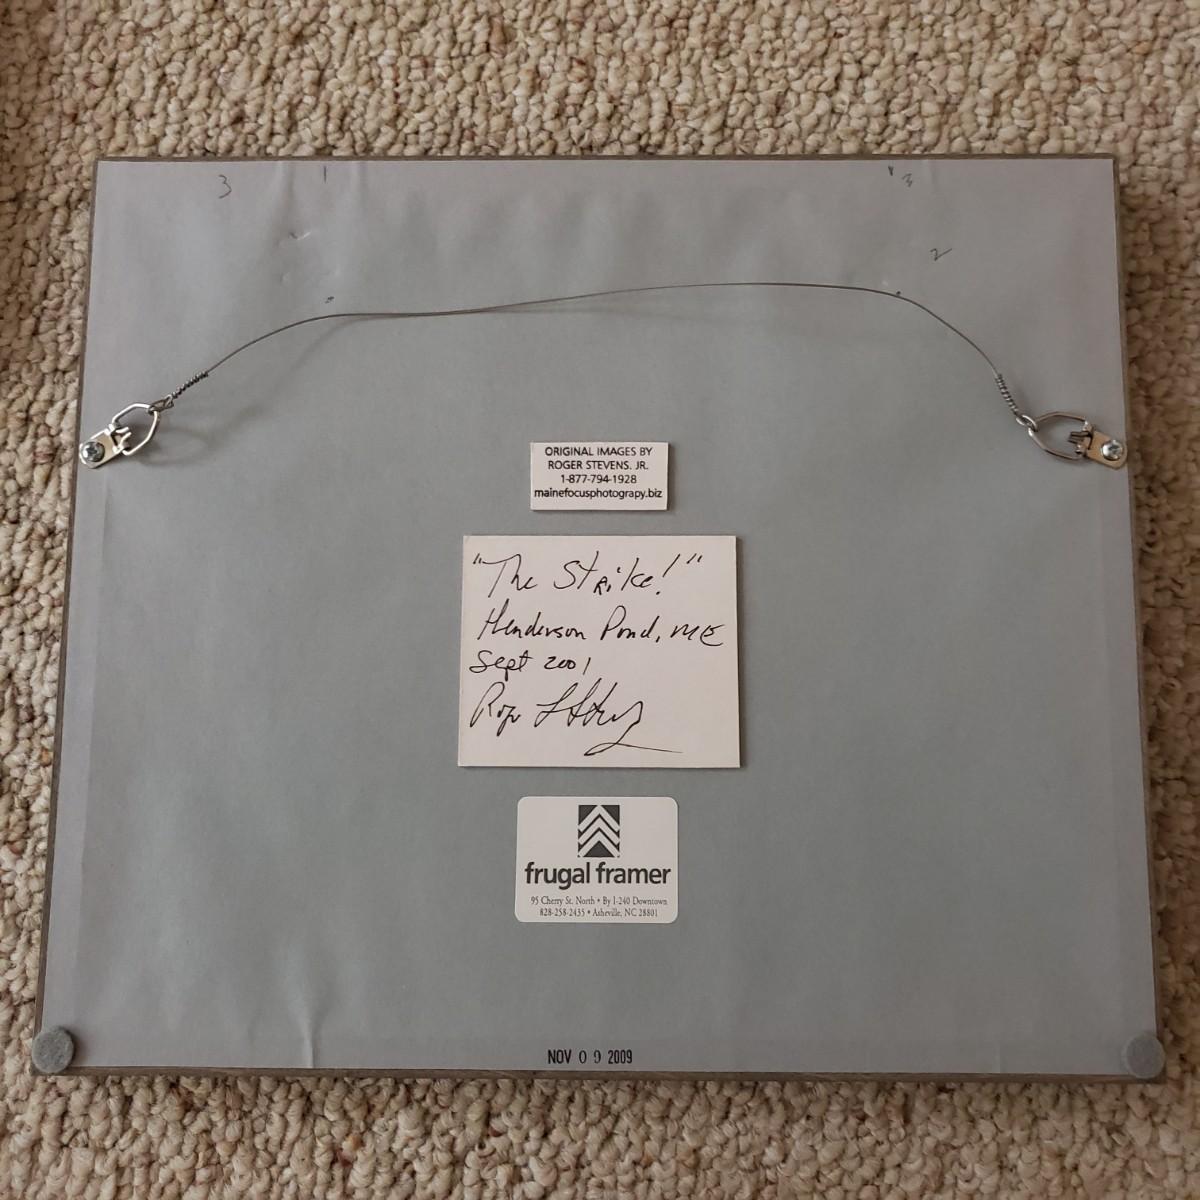 3
3
2
ORIGINAL IMAGES BY
ROGER STEVENS. JR.
1-877-794-1928
mainefocusphotograpy.biz
"The Strike!"
Henderson Pond, ME
Sept 2001
Roger
frugal framer
95 Cherry St. North • By I-240 Downtown
828-258-2435 • Asheville, NC 28801
NOV 09 2009